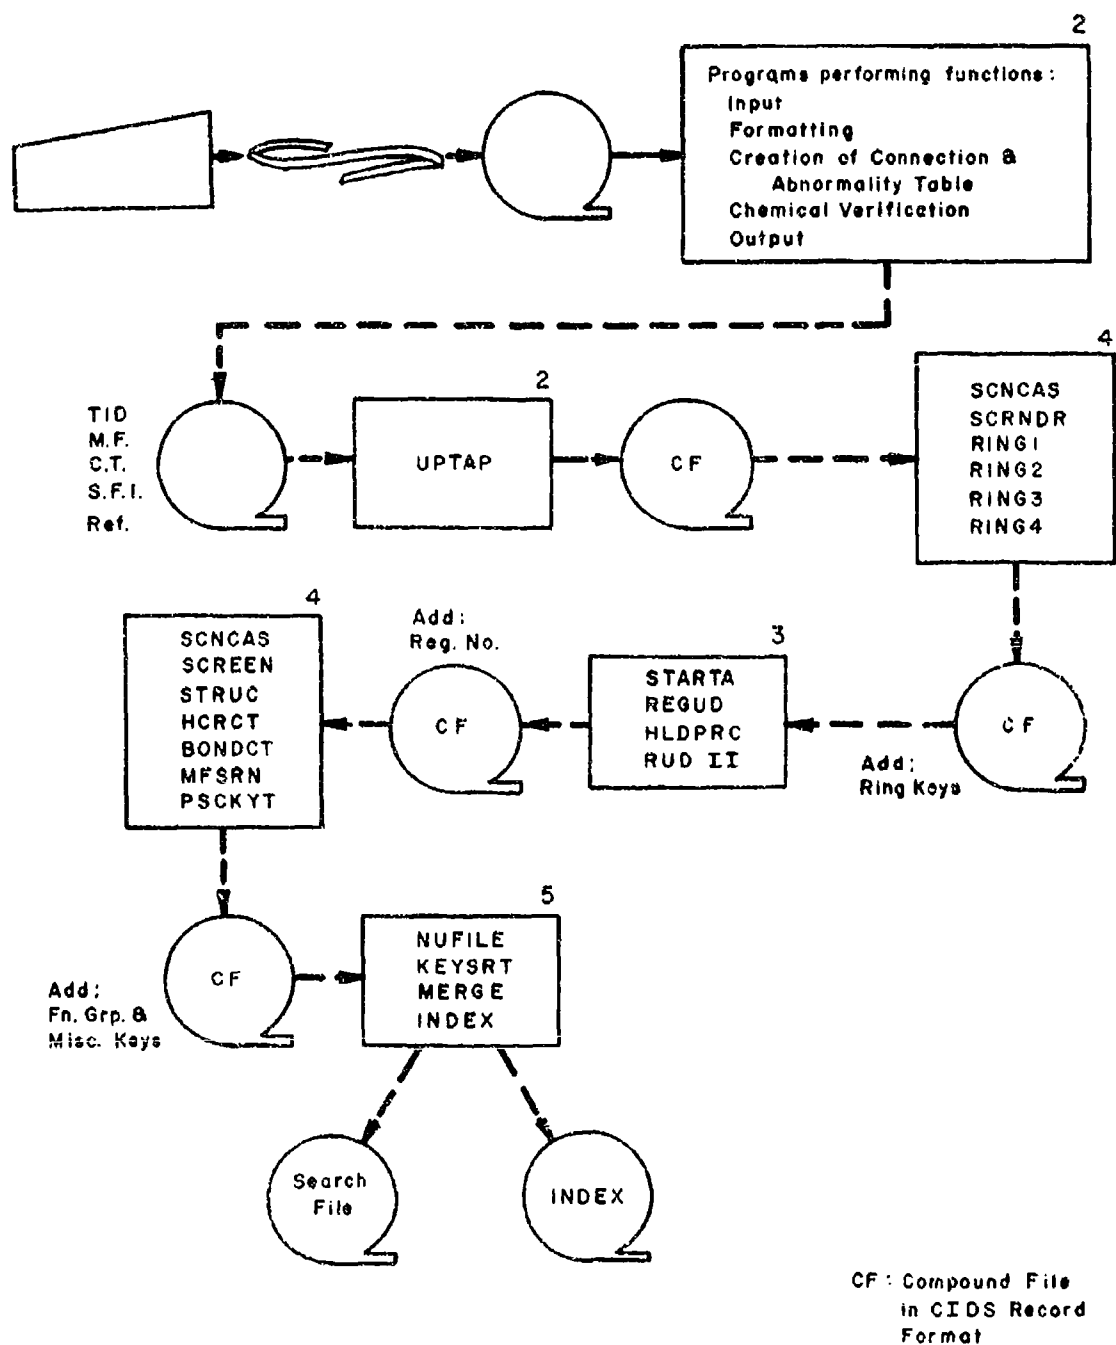 2
Programs performing functions:
Input
Formatting
Creation of Connection &
Abnormality Table
Chemical Verification
Output
TID
M.F.
C.T.
S.F.I.
Ref.
2
UPTAP
CF
4
SCNCAS
SCRNDR
RING1
RING2
RING3
RING4
CF
Add:
Ring Keys
3
STARTA
REGUD
HLDPRC
RUD II
Add:
Reg. No.
CF
4
SCNCAS
SCREEN
STRUC
HCRCT
BONDCT
MFSRN
PSCKYT
CF
Add:
Fn. Grp. &
Misc. Keys
5
NUFILE
KEYSRT
MERGE
INDEX
Search
File
INDEX
CF: Compound File
in CIDS Record
Format